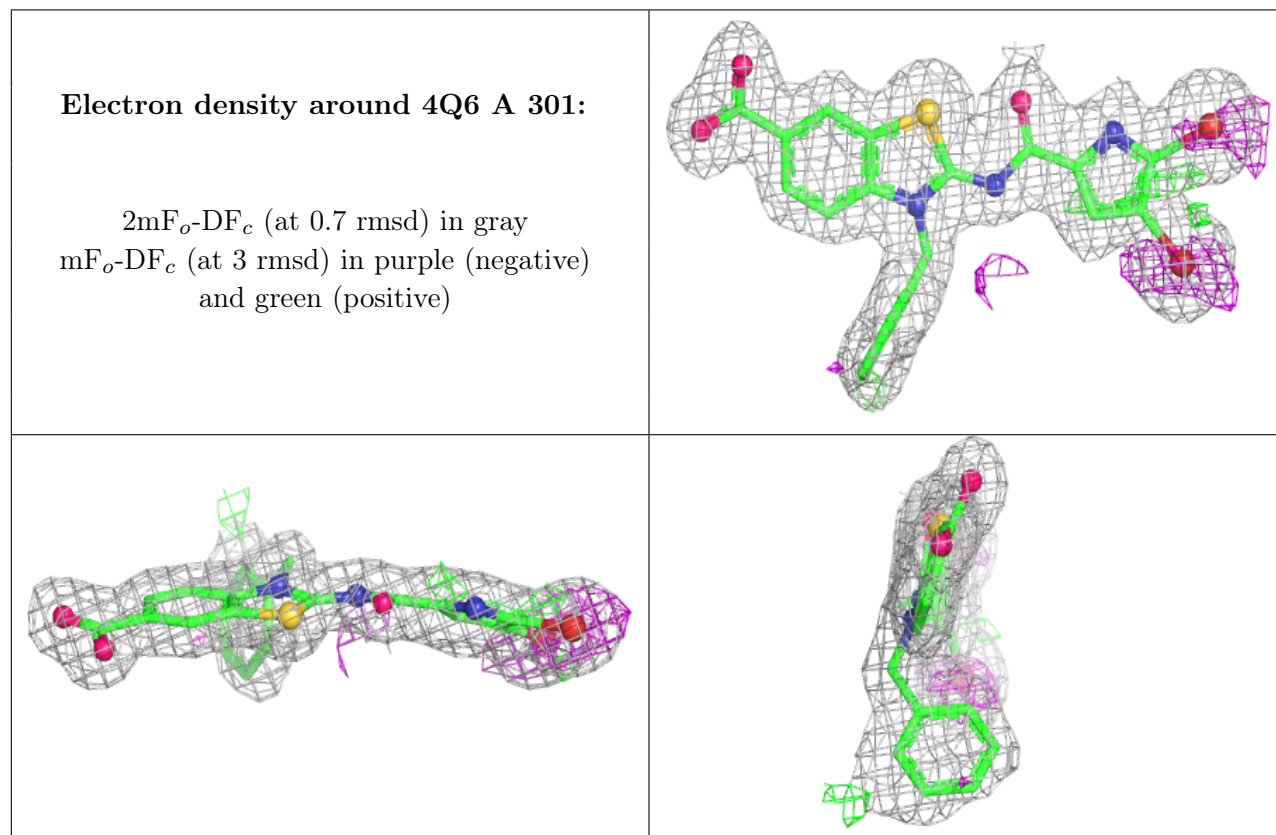 Electron density around 4Q6 A 301:
2mFₒ-DF𝒸 (at 0.7 rmsd) in gray
mFₒ-DF𝒸 (at 3 rmsd) in purple (negative)
and green (positive)